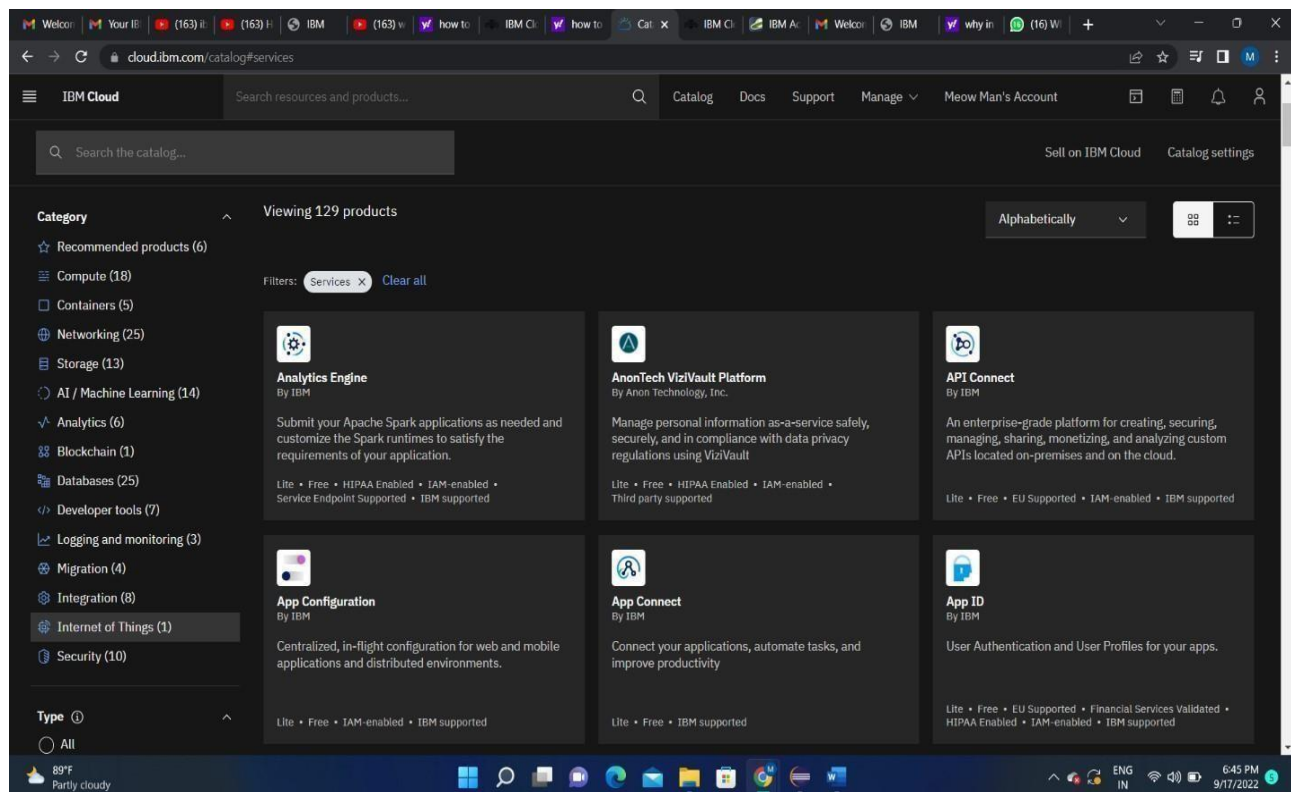 Welcon
Your IB
(163) it
(163) H
IBM
(163) w
how to
IBM Cl
how to
Cat
IBM Cl
IBM Ac
Welcor
IBM
why in
(16) W
cloud.ibm.com/catalog#services
M
IBM Cloud
Search resources and products...
Catalog
Docs
Support
Manage
Meow Man's Account
Search the catalog...
Sell on IBM Cloud
Catalog settings
Category
Recommended products (6)
Compute (18)
Containers (5)
Networking (25)
Storage (13)
AI / Machine Learning (14)
Analytics (6)
Blockchain (1)
Databases (25)
Developer tools (7)
Logging and monitoring (3)
Migration (4)
Integration (8)
Internet of Things (1)
Security (10)
Type
All
Viewing 129 products
Alphabetically
Filters: Services Clear all
Analytics Engine
By IBM
Submit your Apache Spark applications as needed and
customize the Spark runtimes to satisfy the
requirements of your application.
Lite • Free • HIPAA Enabled • IAM-enabled •
Service Endpoint Supported • IBM supported
AnonTech ViziVault Platform
By Anon Technology, Inc.
Manage personal information as-a-service safely,
securely, and in compliance with data privacy
regulations using ViziVault
Lite • Free • HIPAA Enabled • IAM-enabled •
Third party supported
API Connect
By IBM
An enterprise-grade platform for creating, securing,
managing, sharing, monetizing, and analyzing custom
APIs located on-premises and on the cloud.
Lite • Free • EU Supported • IAM-enabled • IBM supported
App Configuration
By IBM
Centralized, in-flight configuration for web and mobile
applications and distributed environments.
Lite • Free • IAM-enabled • IBM supported
App Connect
By IBM
Connect your applications, automate tasks, and
improve productivity
Lite • Free • IBM supported
App ID
By IBM
User Authentication and User Profiles for your apps.
Lite • Free • EU Supported • Financial Services Validated •
HIPAA Enabled • IAM-enabled • IBM supported
89°F
Partly cloudy
ENG
IN
6:45 PM
9/17/2022
5